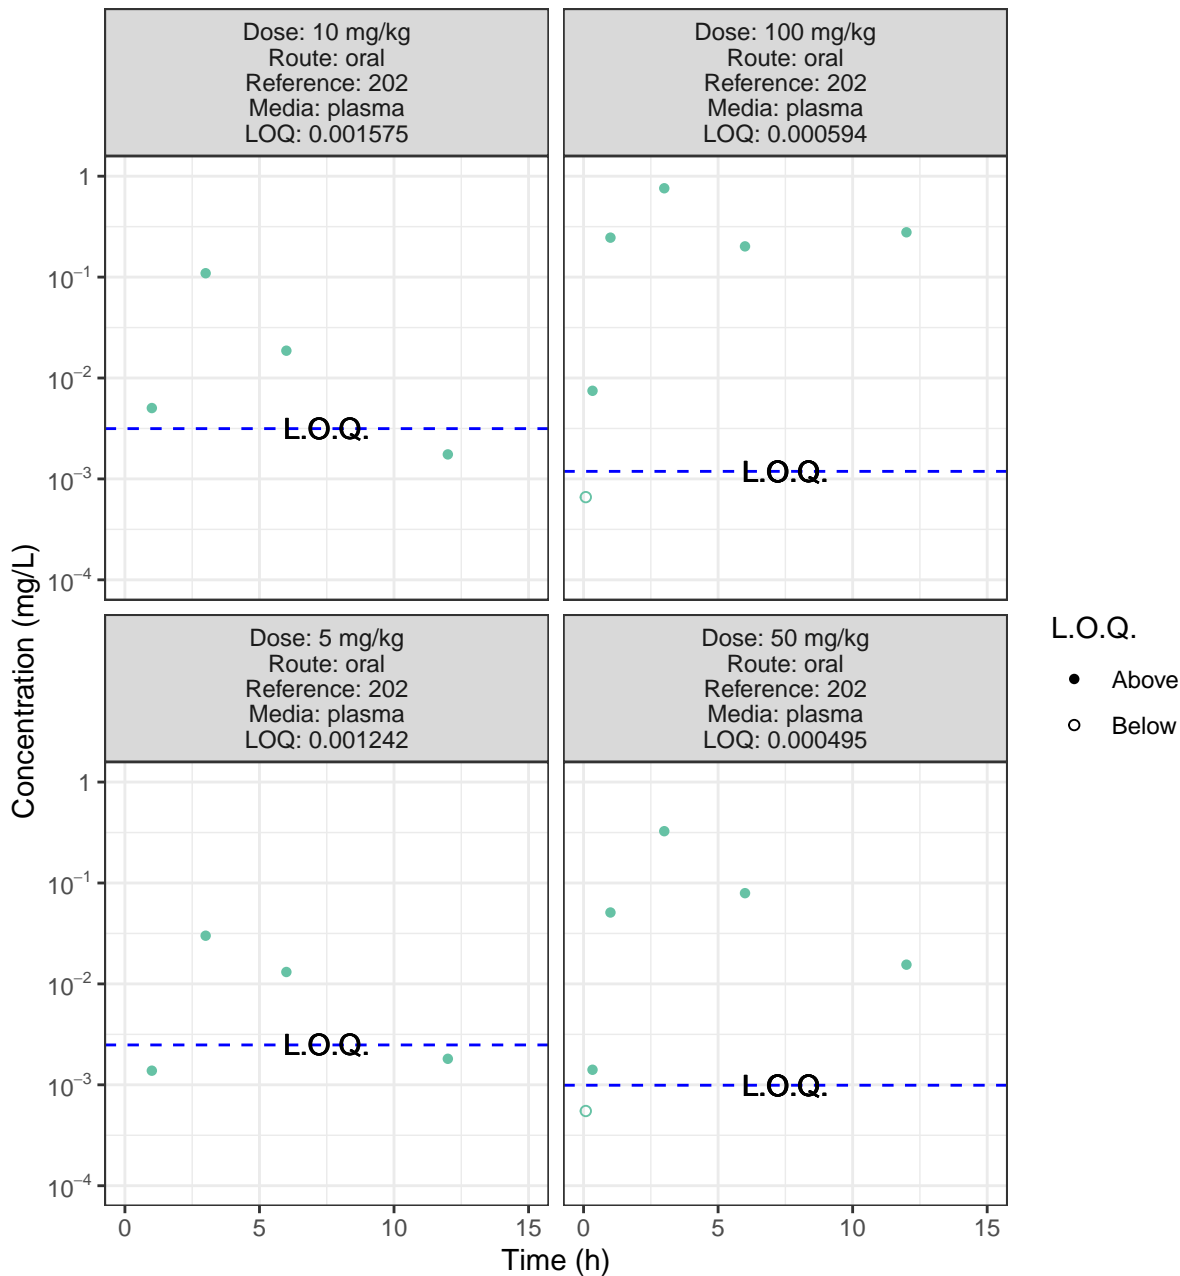 Dose: 10 mg/kg
Route: oral
Reference: 202
Media: plasma
LOQ: 0.001575
Dose: 100 mg/kg
Route: oral
Reference: 202
Media: plasma
LOQ: 0.000594
1
10⁻¹
10⁻²
10⁻³
10⁻⁴
L.O.Q.
L.O.Q.
Concentration (mg/L)
Dose: 5 mg/kg
Route: oral
Reference: 202
Media: plasma
LOQ: 0.001242
Dose: 50 mg/kg
Route: oral
Reference: 202
Media: plasma
LOQ: 0.000495
1
10⁻¹
10⁻²
10⁻³
10⁻⁴
L.O.Q.
L.O.Q.
0 5 10 15
0 5 10 15
Time (h)
L.O.Q.
Above
Below